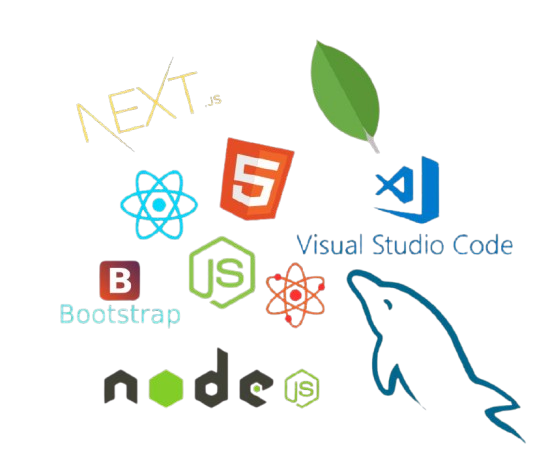 NEXT.JS
5
Visual Studio Code
JS
B
Bootstrap
node JS